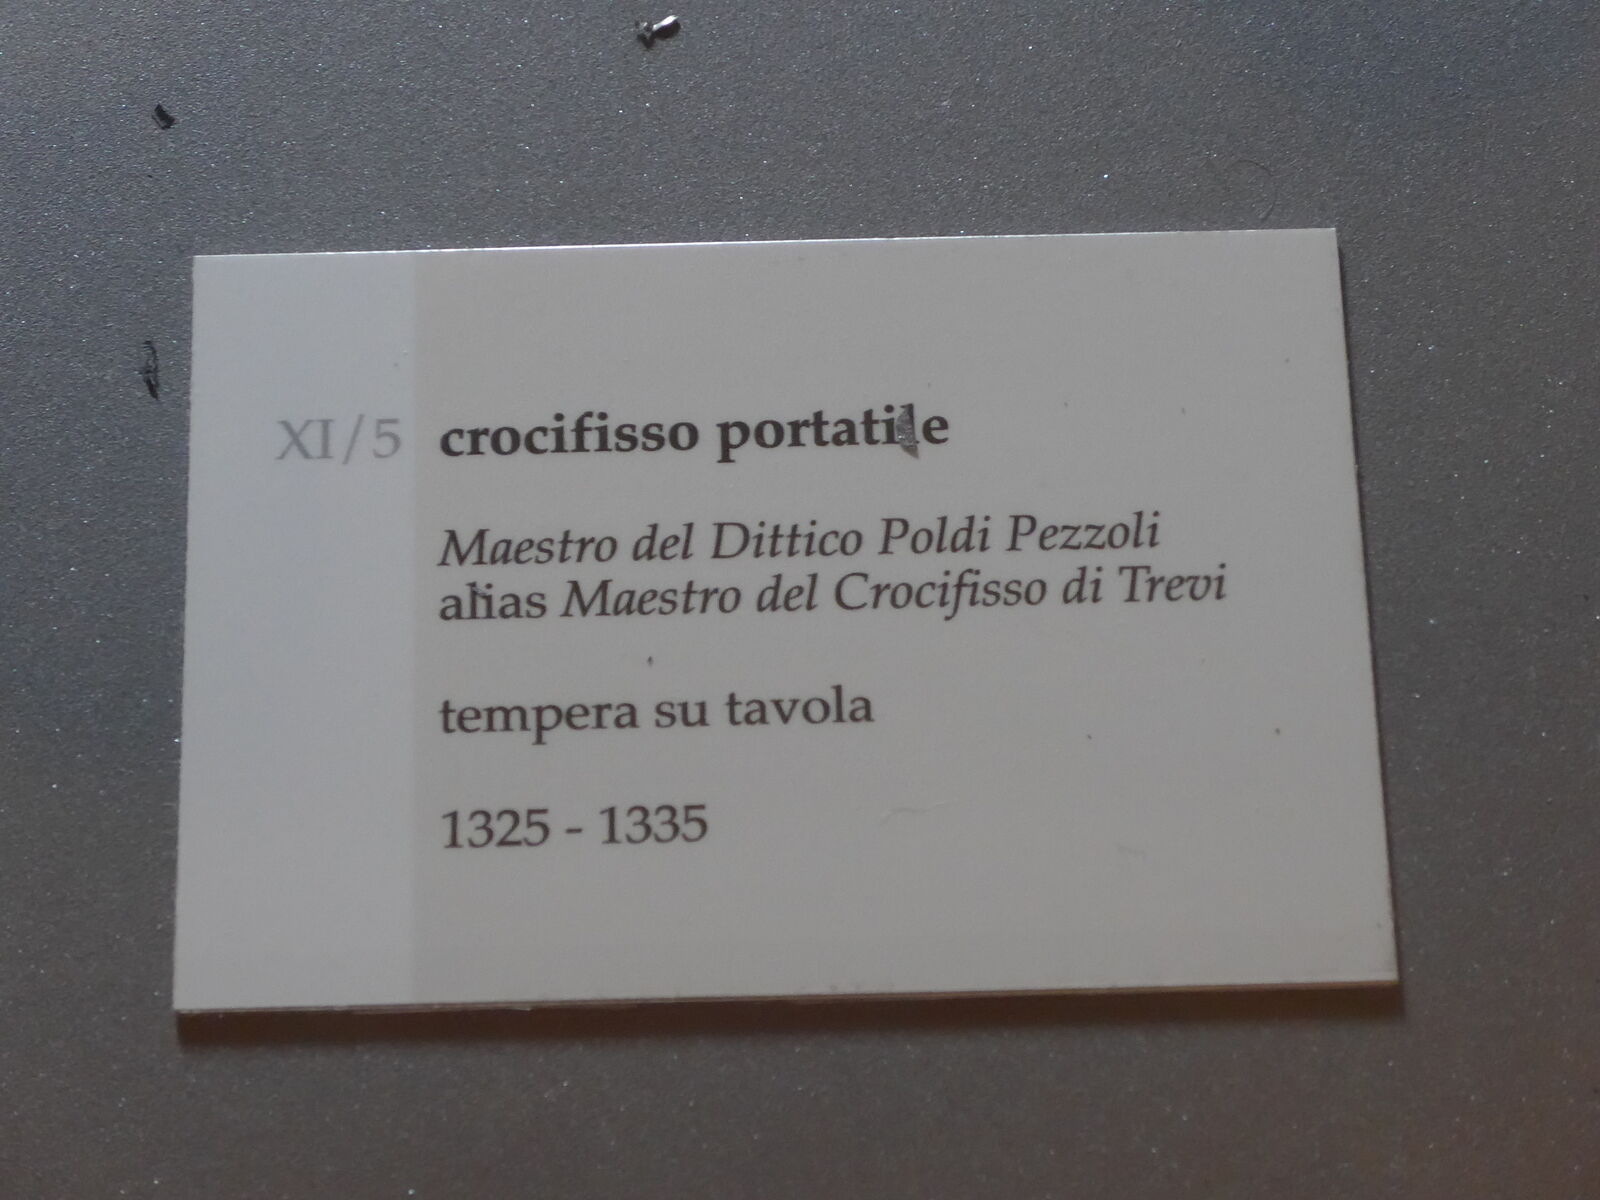 XI/5 crocifisso portatile
Maestro del Dittico Poldi Pezzoli
alias Maestro del Crocifisso di Trevi
tempera su tavola
1325 - 1335